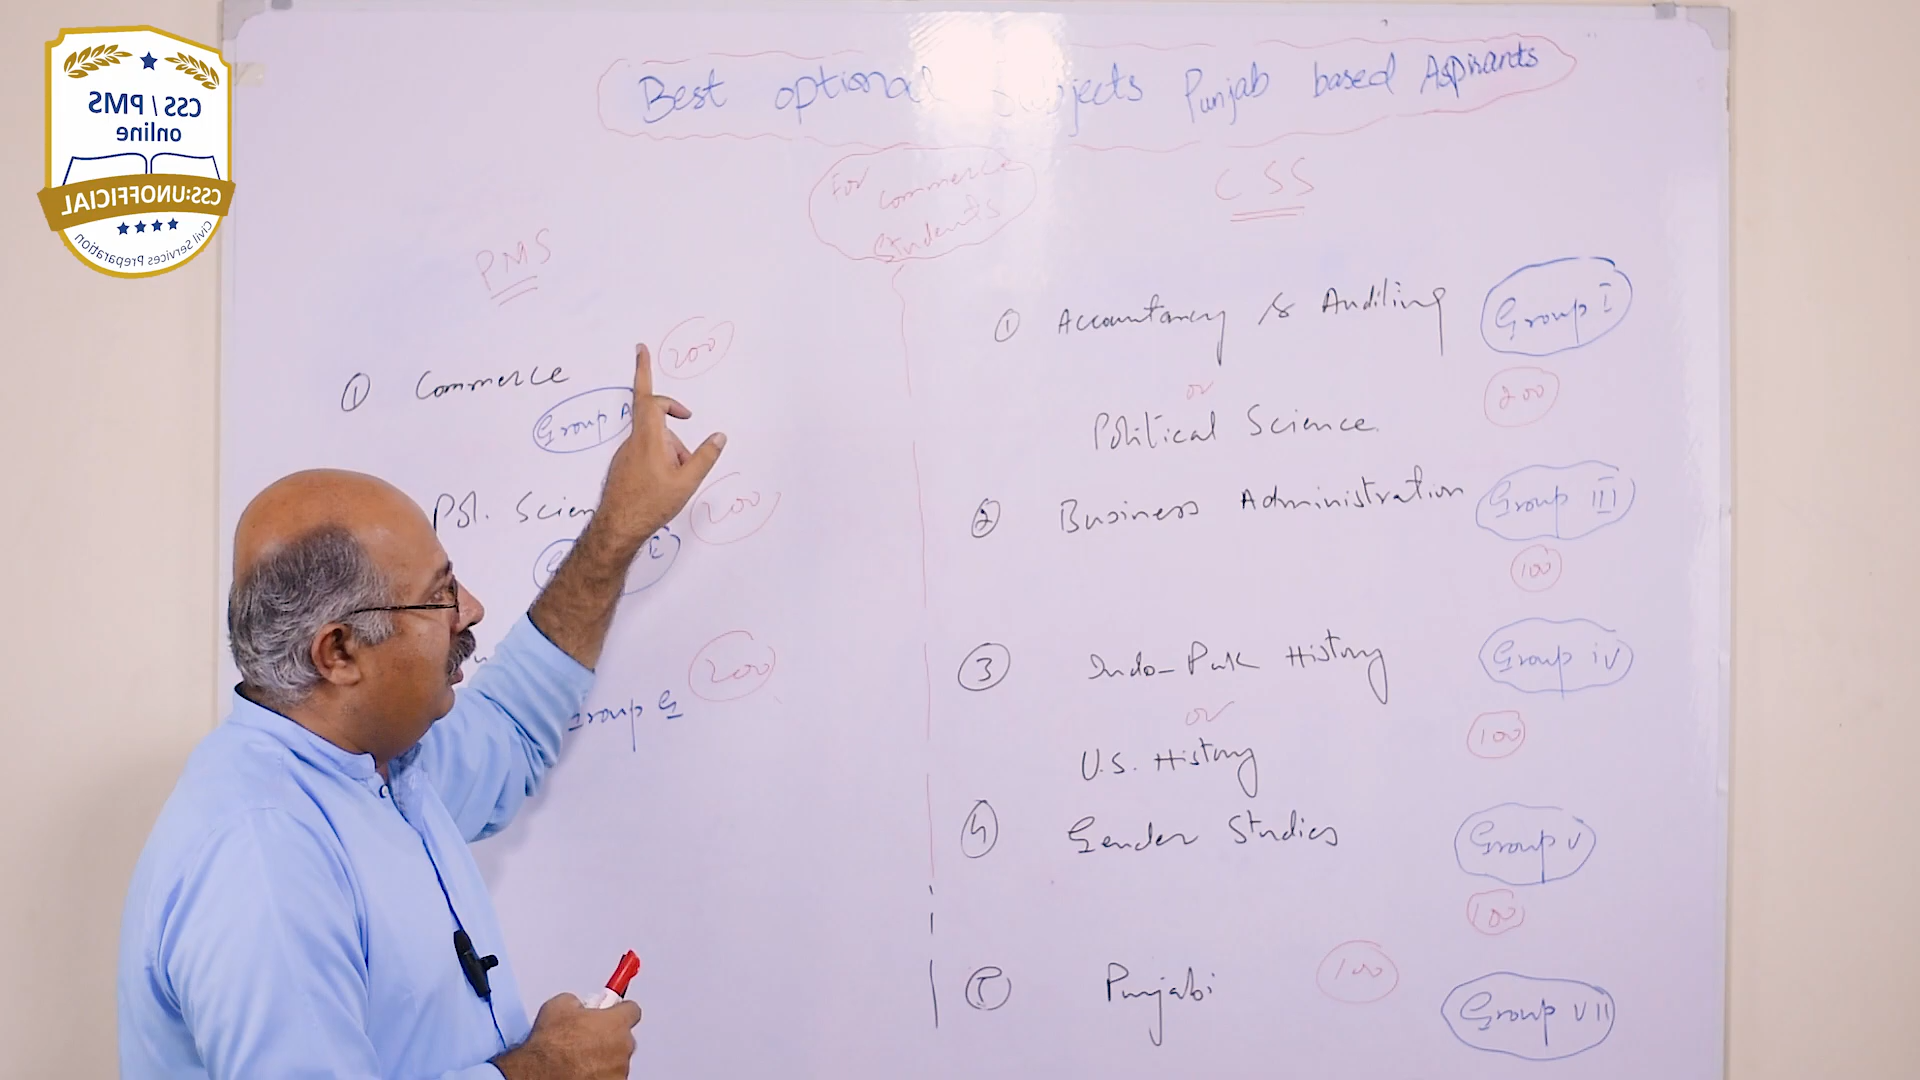 CSS / PMS
online
CSS:UNOFFICIAL
Civil Services Preparation
Best optional Subjects Punjab based Aspirants
For Commerce
Students
PMS
① Commerce 200
Group A
Pol. Scien
200
200
Group G
CSS
① Accountancy & Auditing Group I
or
200
Political Science.
② Business Administration Group III
100
③ Indo-Pak History Group iv
or
100
U.S. History
④ Gender Studies Group V
100
⑤ Punjabi 100
Group VII